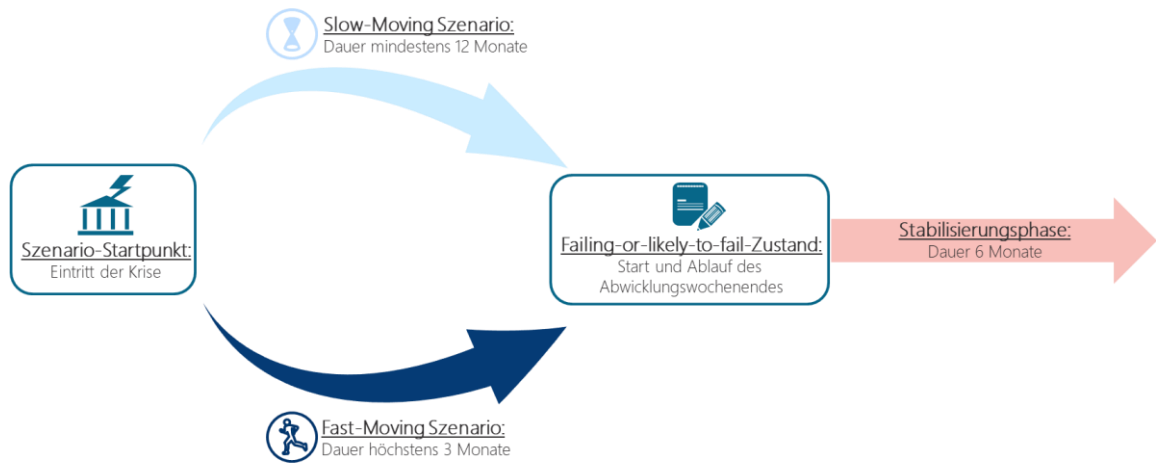 Slow-Moving Szenario:
Dauer mindestens 12 Monate
Szenario-Startpunkt:
Eintritt der Krise
Failing-or-likely-to-fail-Zustand:
Start und Ablauf des
Abwicklungswochenendes
Stabilisierungsphase:
Dauer 6 Monate
Fast-Moving Szenario:
Dauer höchstens 3 Monate